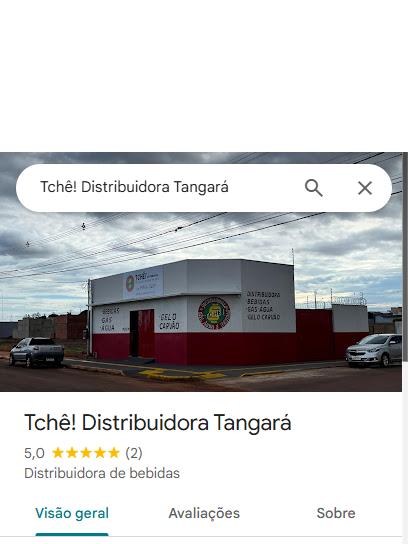 Tchê! Distribuidora Tangará
TCHÊ!
BEBIDAS
GÁS
ÁGUA
GELO
CARVÃO
DISTRIBUIDORA
BEBIDAS
GÁS ÁGUA
GELO CARVÃO
Tchê! Distribuidora Tangará
5,0 ★★★★★ (2)
Distribuidora de bebidas
Visão geral Avaliações Sobre